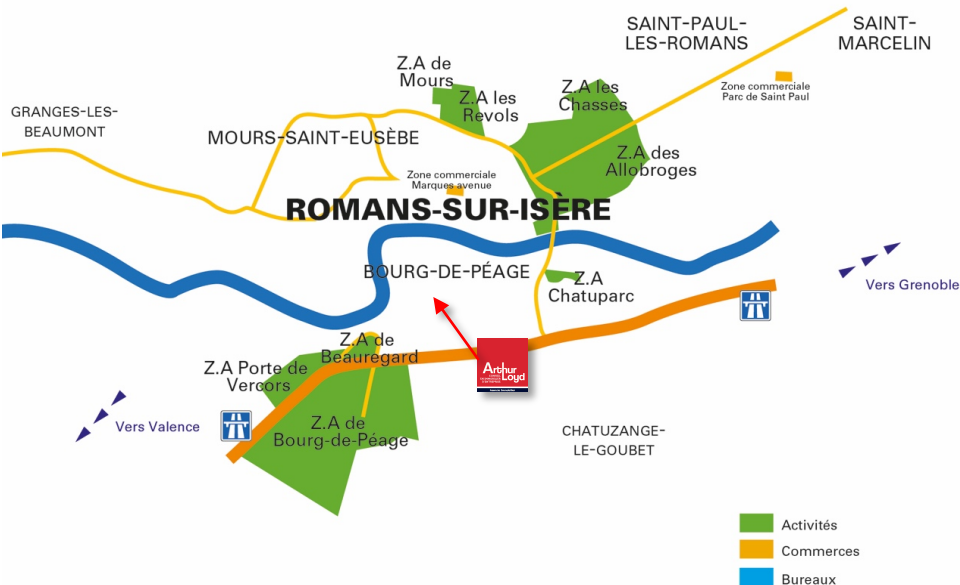 SAINT-PAUL-
LES-ROMANS
SAINT-
MARCELIN
Z.A de
Mours
Z.A les
Revols
Z.A les
Chasses
Zone commerciale
Parc de Saint Paul
GRANGES-LES-
BEAUMONT
MOURS-SAINT-EUSÈBE
Z.A des
Allobroges
Zone commerciale
Marques avenue
ROMANS-SUR-ISÈRE
BOURG-DE-PÉAGE
Z.A
Chatuparc
Vers Grenoble
Z.A de
Beauregard
Z.A Porte de
Vercors
Arthur
Loyd
Vers Valence
Z.A de
Bourg-de-Péage
CHATUZANGE-
LE-GOUBET
Activités
Commerces
Bureaux